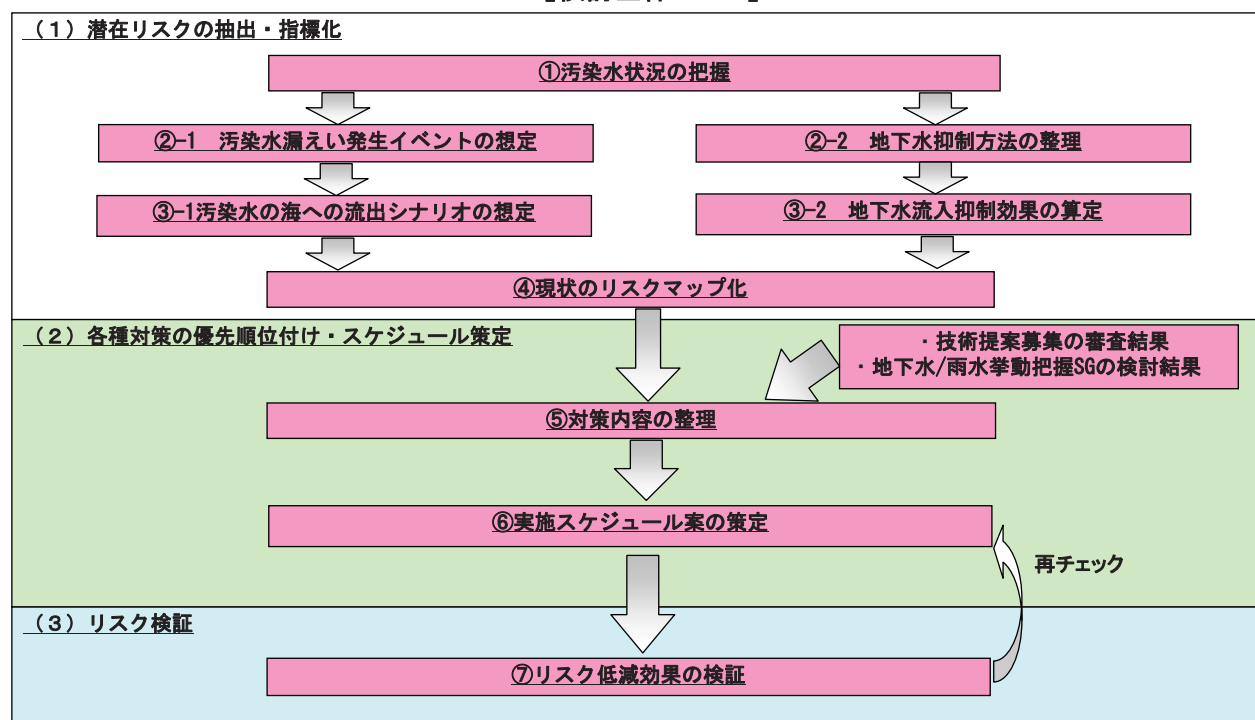 （1）潜在リスクの抽出・指標化
①汚染水状況の把握
②-1　汚染水漏えい発生イベントの想定
②-2　地下水抑制方法の整理
③-1汚染水の海への流出シナリオの想定
③-2　地下水流入抑制効果の算定
④現状のリスクマップ化
（2）各種対策の優先順位付け・スケジュール策定
・技術提案募集の審査結果
・地下水/雨水挙動把握SGの検討結果
⑤対策内容の整理
⑥実施スケジュール案の策定
再チェック
（3）リスク検証
⑦リスク低減効果の検証